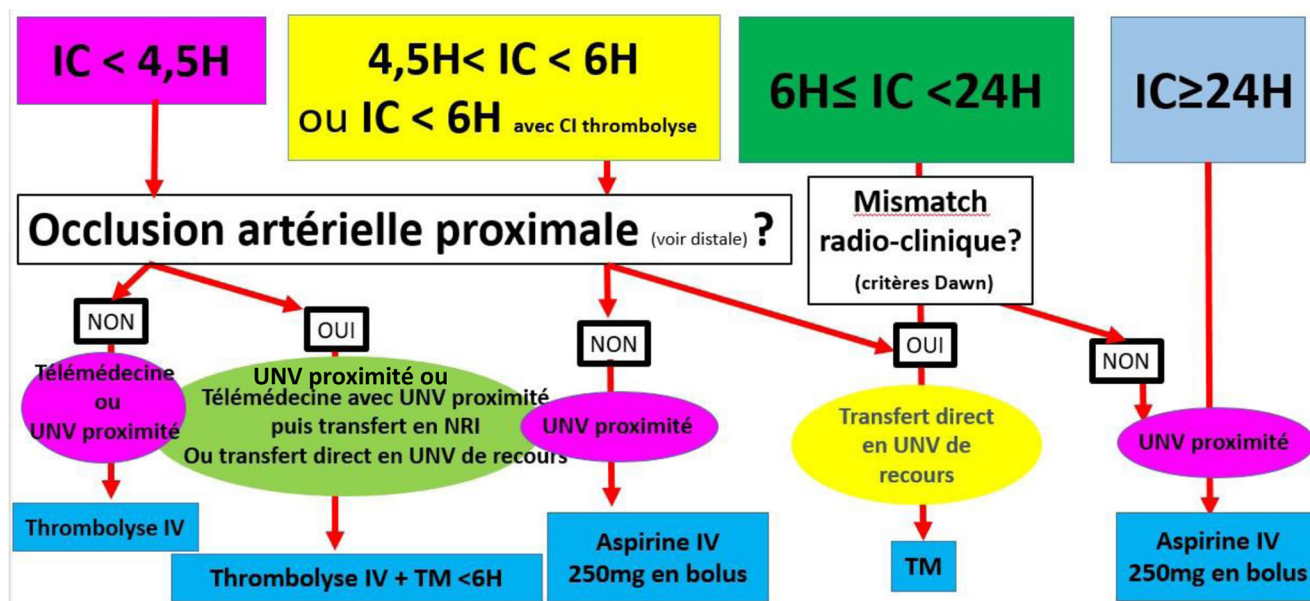 IC < 4,5H
4,5H< IC < 6H
ou IC < 6H avec CI thrombolyse
6H≤ IC <24H
IC≥24H
Occlusion artérielle proximale (voir distale) ?
Mismatch
radio-clinique?
(critères Dawn)
NON
OUI
NON
OUI
NON
Télémédecine
ou
UNV proximité
UNV proximité ou
Télémédecine avec UNV proximité
puis transfert en NRI
Ou transfert direct en UNV de recours
UNV proximité
Transfert direct
en UNV de
recours
UNV proximité
Thrombolyse IV
Thrombolyse IV + TM <6H
Aspirine IV
250mg en bolus
TM
Aspirine IV
250mg en bolus